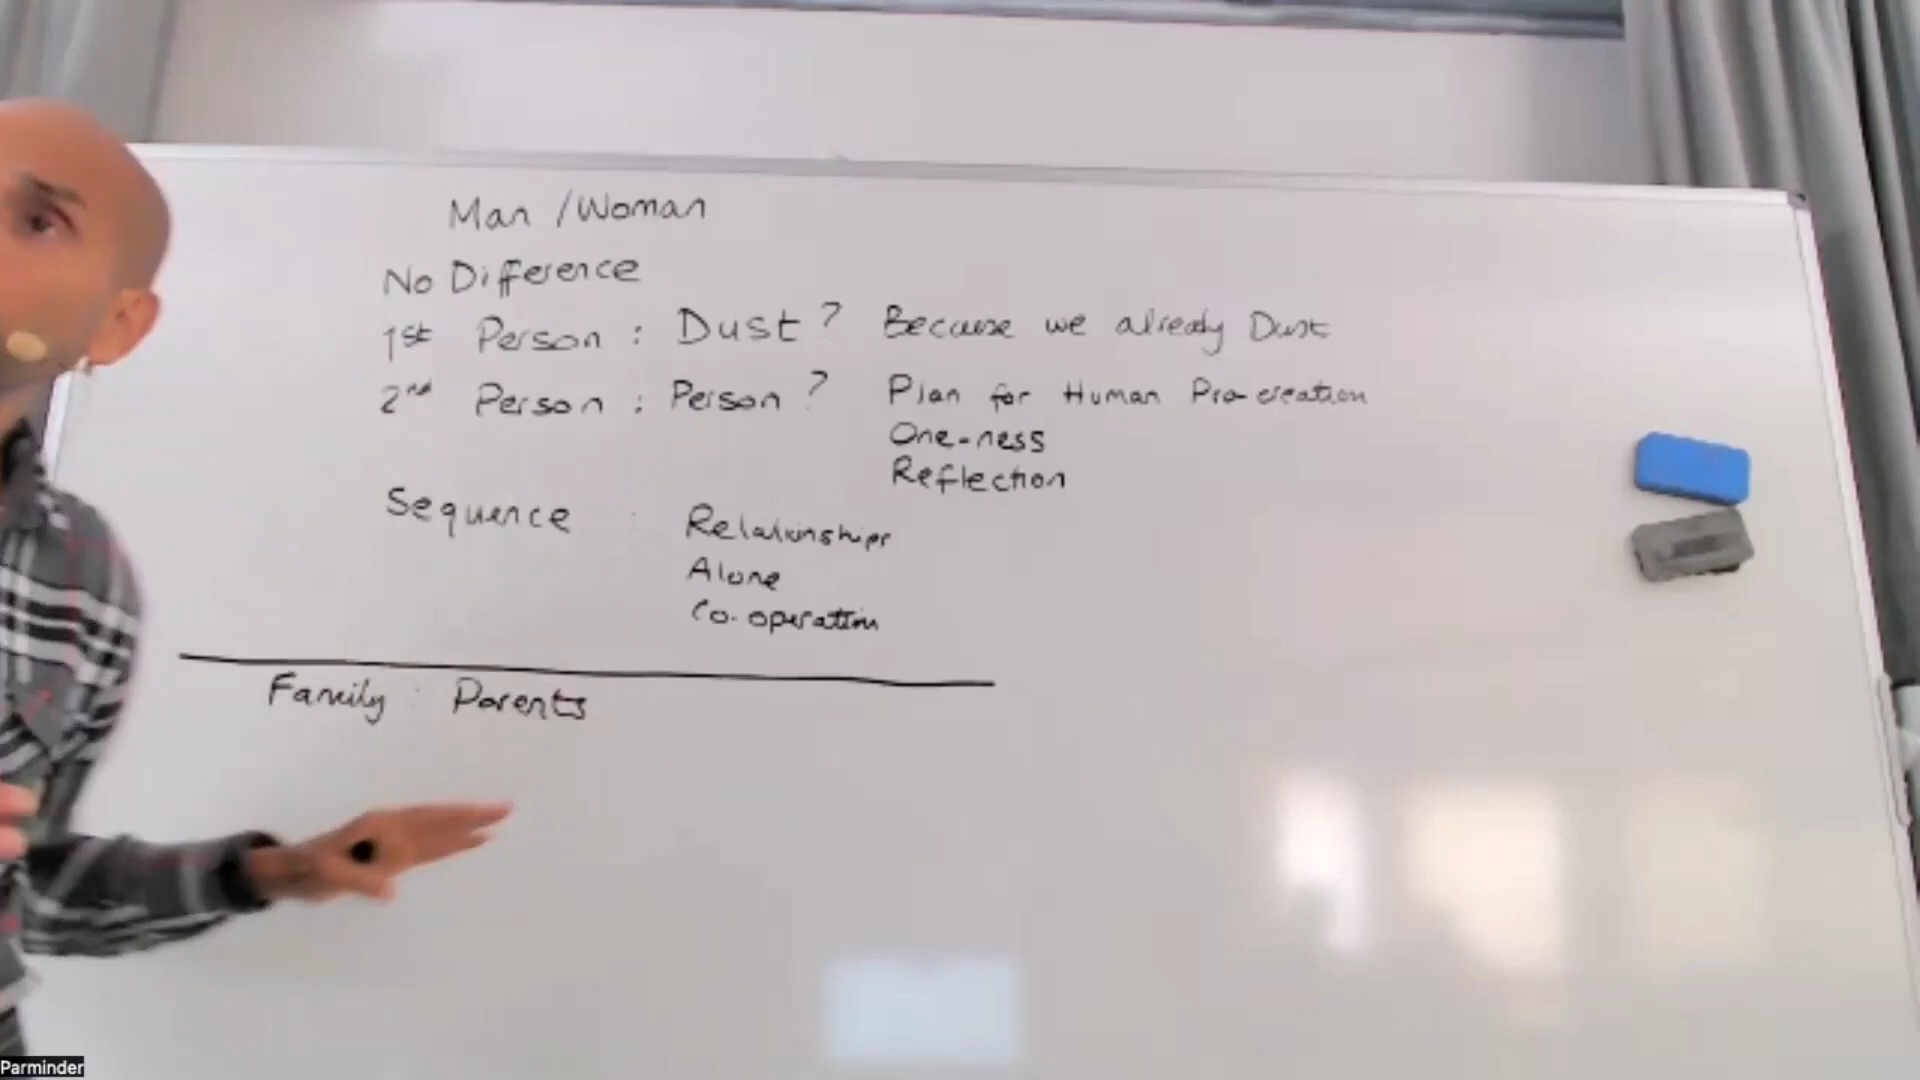 Man / Woman
No Difference
1st Person : Dust ? Because we already Dust
2nd Person : Person ? Plan for Human Pro-creation
One-ness
Reflection
Sequence : Relationships
Alone
Co-operation
Family : Parents
Parminder